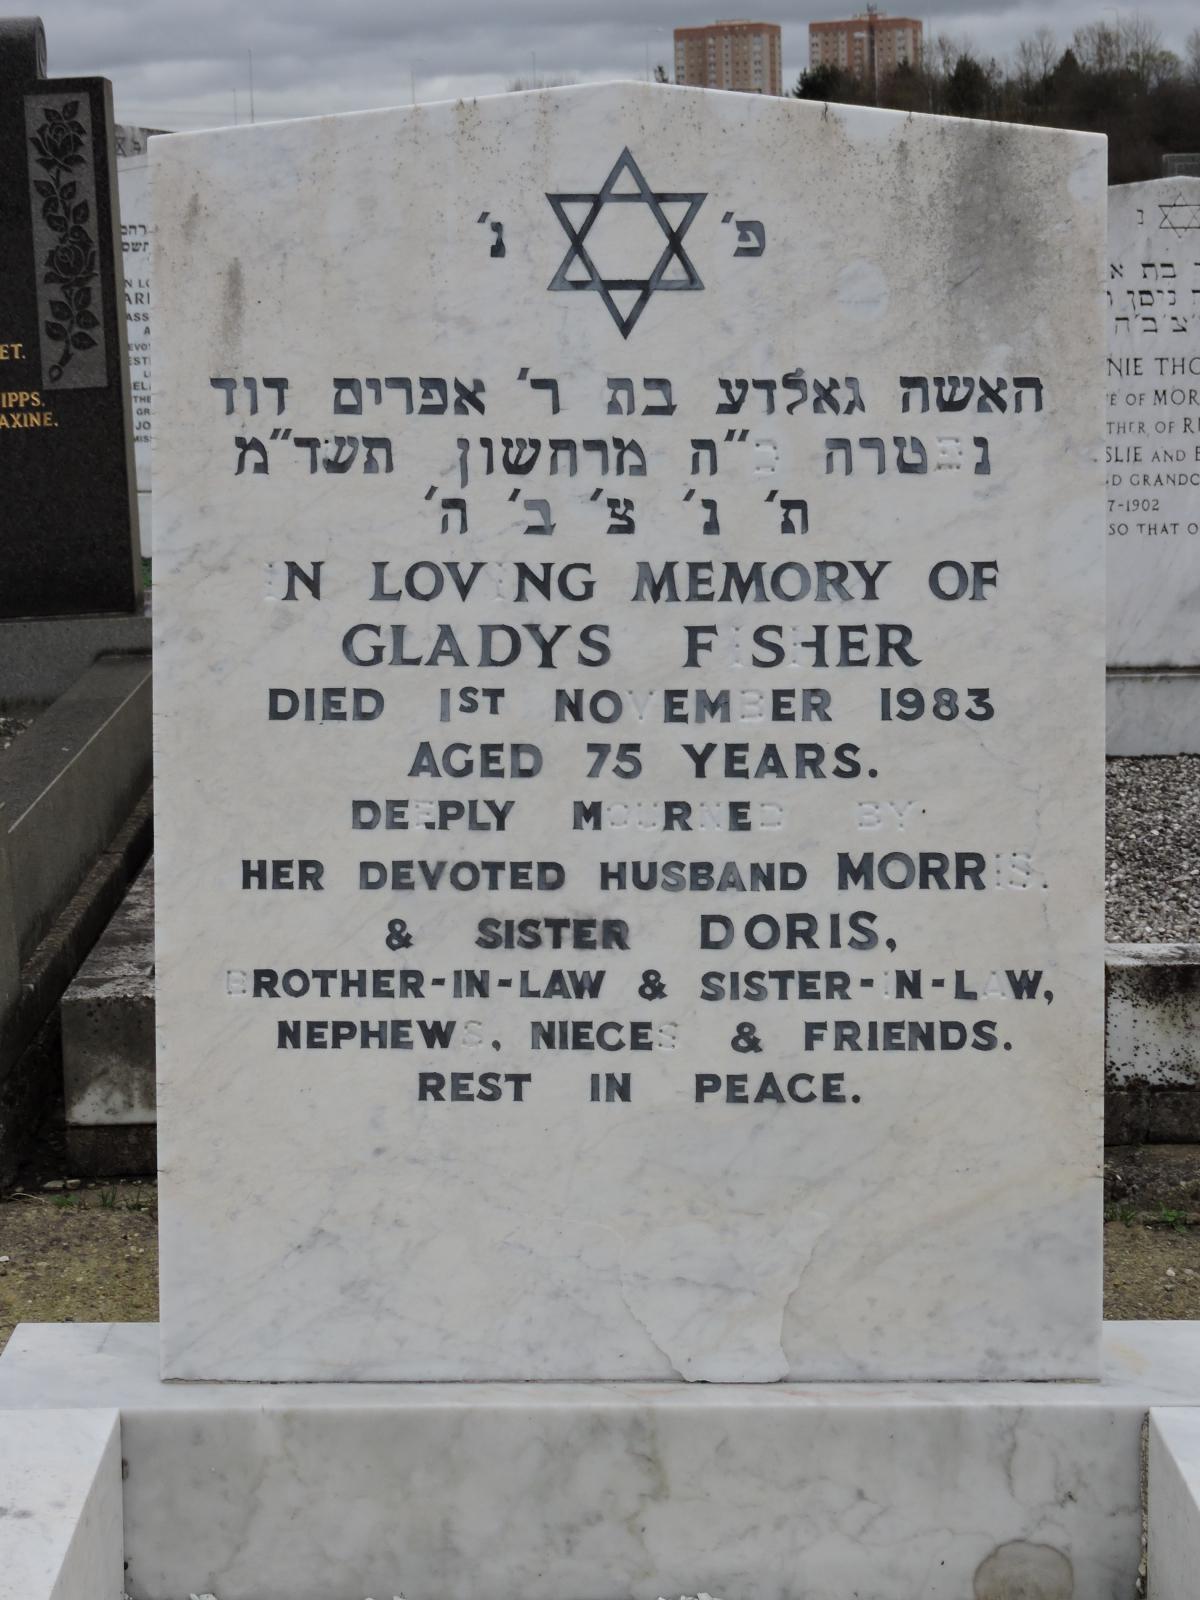 פ׳ נ׳
האשה גאלדע בת ר׳ אפרים דוד
נפטרה כ״ה מרחשון תשד״מ
ת׳ נ׳ צ׳ ב׳ ה׳
IN LOVING MEMORY OF
GLADYS FISHER
DIED 1ST NOVEMBER 1983
AGED 75 YEARS.
DEEPLY MOURNED BY
HER DEVOTED HUSBAND MORRIS.
& SISTER DORIS,
BROTHER-IN-LAW & SISTER-IN-LAW,
NEPHEWS, NIECES & FRIENDS.
REST IN PEACE.